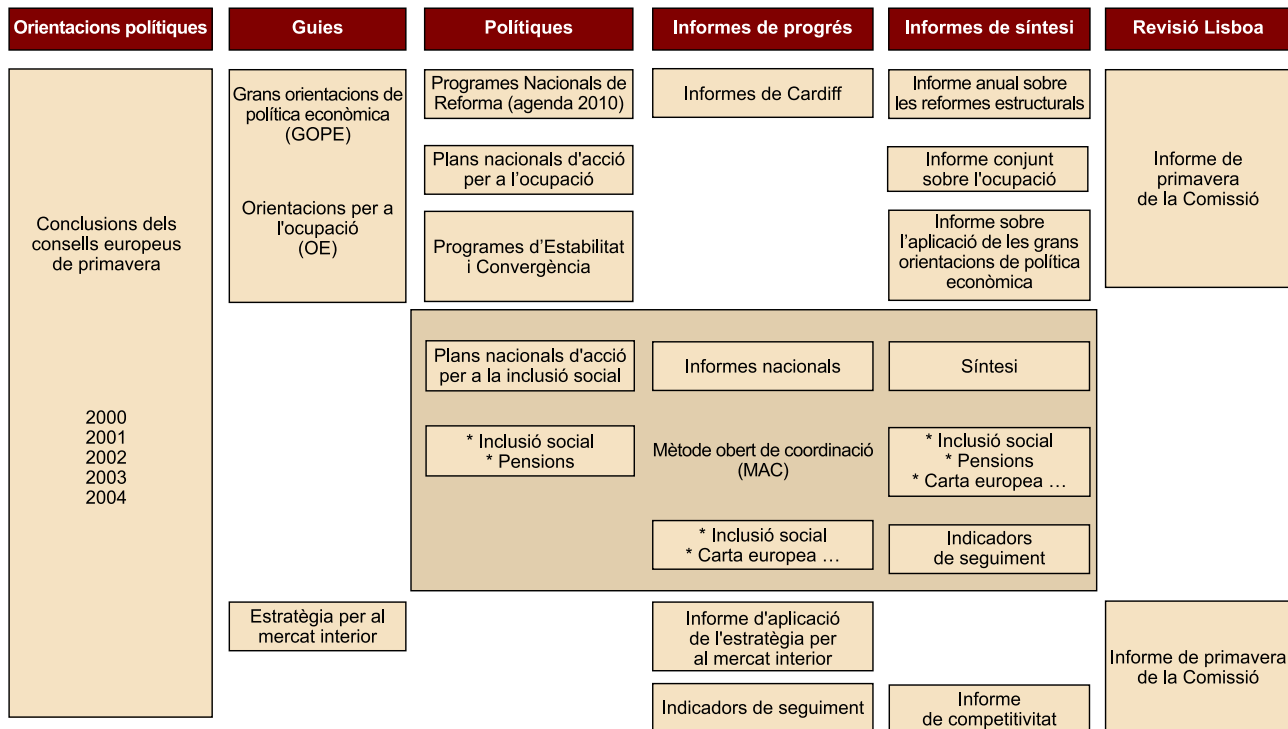 Orientacions polítiques
Guies
Polítiques
Informes de progrés
Informes de síntesi
Revisió Lisboa
Conclusions dels
consells europeus
de primavera
2000
2001
2002
2003
2004
Grans orientacions de
política econòmica
(GOPE)
Orientacions per a
l'ocupació
(OE)
Programes Nacionals de
Reforma (agenda 2010)
Plans nacionals d'acció
per a l’ocupació
Programes d’Estabilitat
i Convergència
Informes de Cardiff
Informe anual sobre
les reformes estructurals
Informe conjunt
sobre l'ocupació
Informe sobre
l’aplicació de les grans
orientacions de política
econòmica
Informe de
primavera
de la Comissió
Plans nacionals d'acció
per a la inclusió social
* Inclusió social
* Pensions
Informes nacionals
Mètode obert de coordinació
(MAC)
* Inclusió social
* Carta europea …
Síntesi
* Inclusió social
* Pensions
* Carta europea …
Indicadors
de seguiment
Estratègia per al
mercat interior
Informe d'aplicació
de l'estratègia per
al mercat interior
Indicadors de seguiment
Informe
de competitivitat
Informe de primavera
de la Comissió